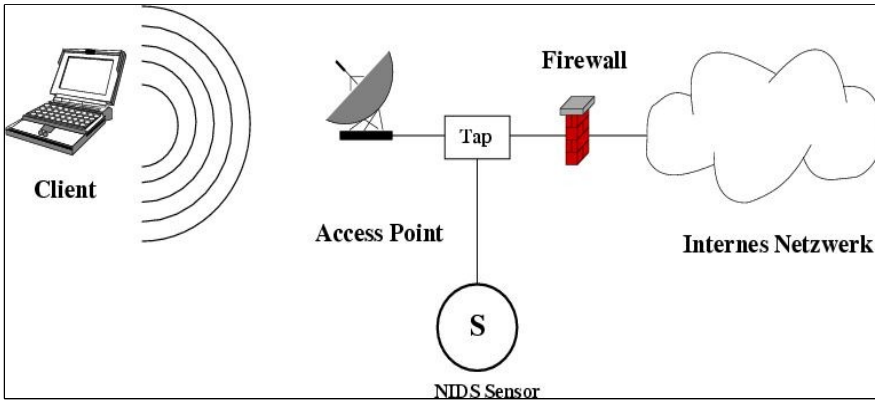 Firewall
Tap
Client
Access Point
Internes Netzwerk
S
NIDS Sensor